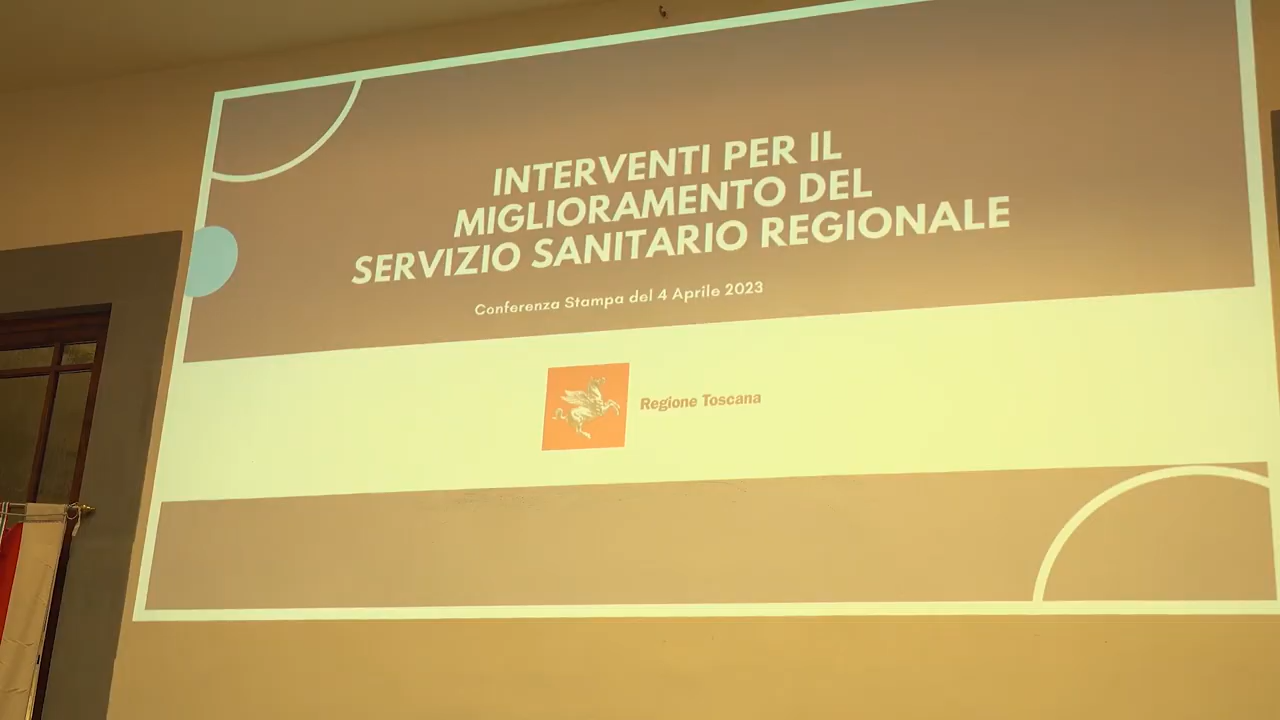 INTERVENTI PER IL
MIGLIORAMENTO DEL
SERVIZIO SANITARIO REGIONALE
Conferenza Stampa del 4 Aprile 2023
Regione Toscana